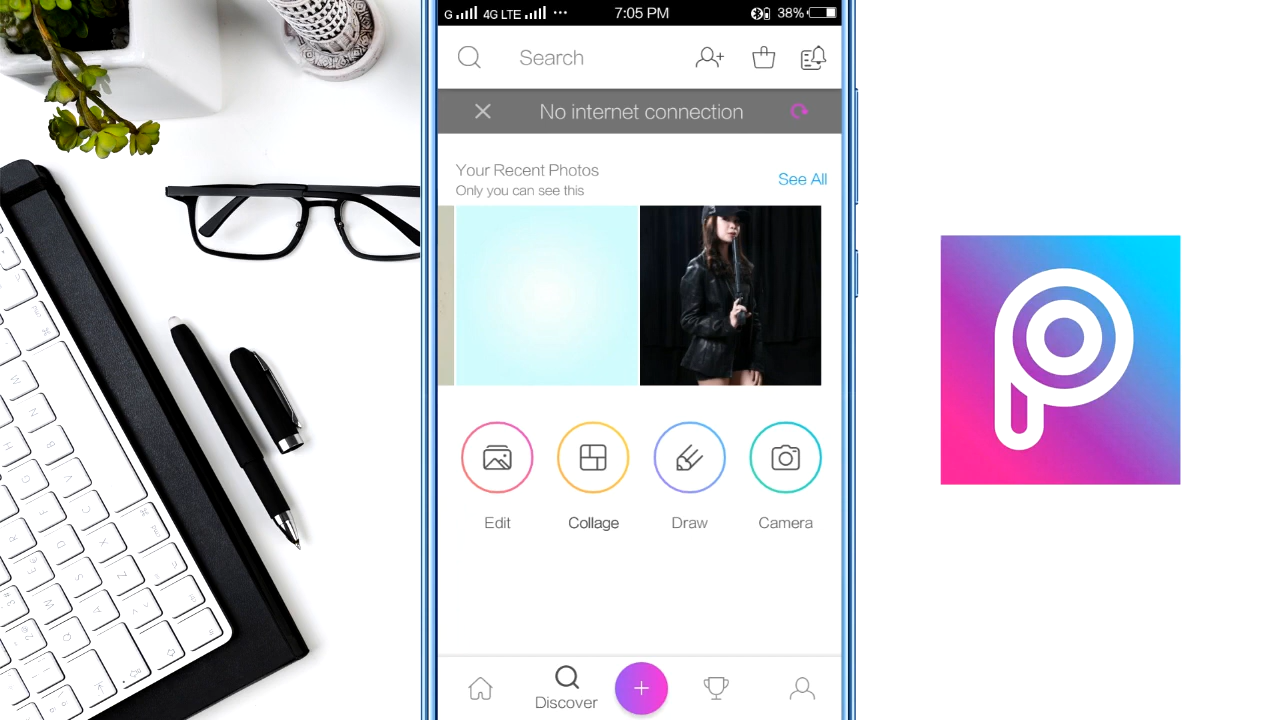 G 4G LTE ••• 7:05 PM 38%
Search
No internet connection
Your Recent Photos
See All
Only you can see this
Edit Collage Draw Camera
Discover